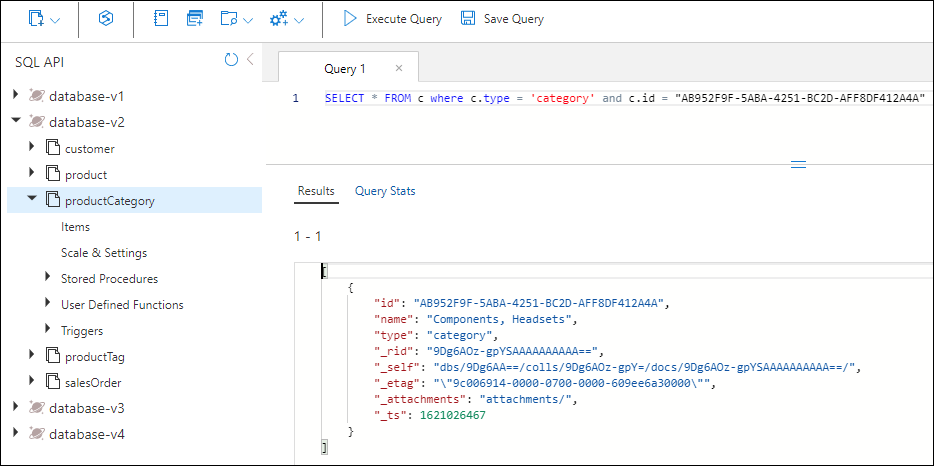 Execute Query
Save Query
SQL API
database-v1
database-v2
customer
product
productCategory
Items
Scale & Settings
Stored Procedures
User Defined Functions
Triggers
productTag
salesOrder
database-v3
database-v4
Query 1 ×
1 SELECT * FROM c where c.type = 'category' and c.id = "AB952F9F-5ABA-4251-BC2D-AFF8DF412A4A"
Results Query Stats
1 - 1
[
{
"id": "AB952F9F-5ABA-4251-BC2D-AFF8DF412A4A",
"name": "Components, Headsets",
"type": "category",
"_rid": "9Dg6AOz-gpYSAAAAAAAAAA==",
"_self": "dbs/9Dg6AA==/colls/9Dg6AOz-gpY=/docs/9Dg6AOz-gpYSAAAAAAAAAA==/",
"_etag": "\"9c006914-0000-0700-0000-609ee6a30000\"",
"_attachments": "attachments/",
"_ts": 1621026467
}
]